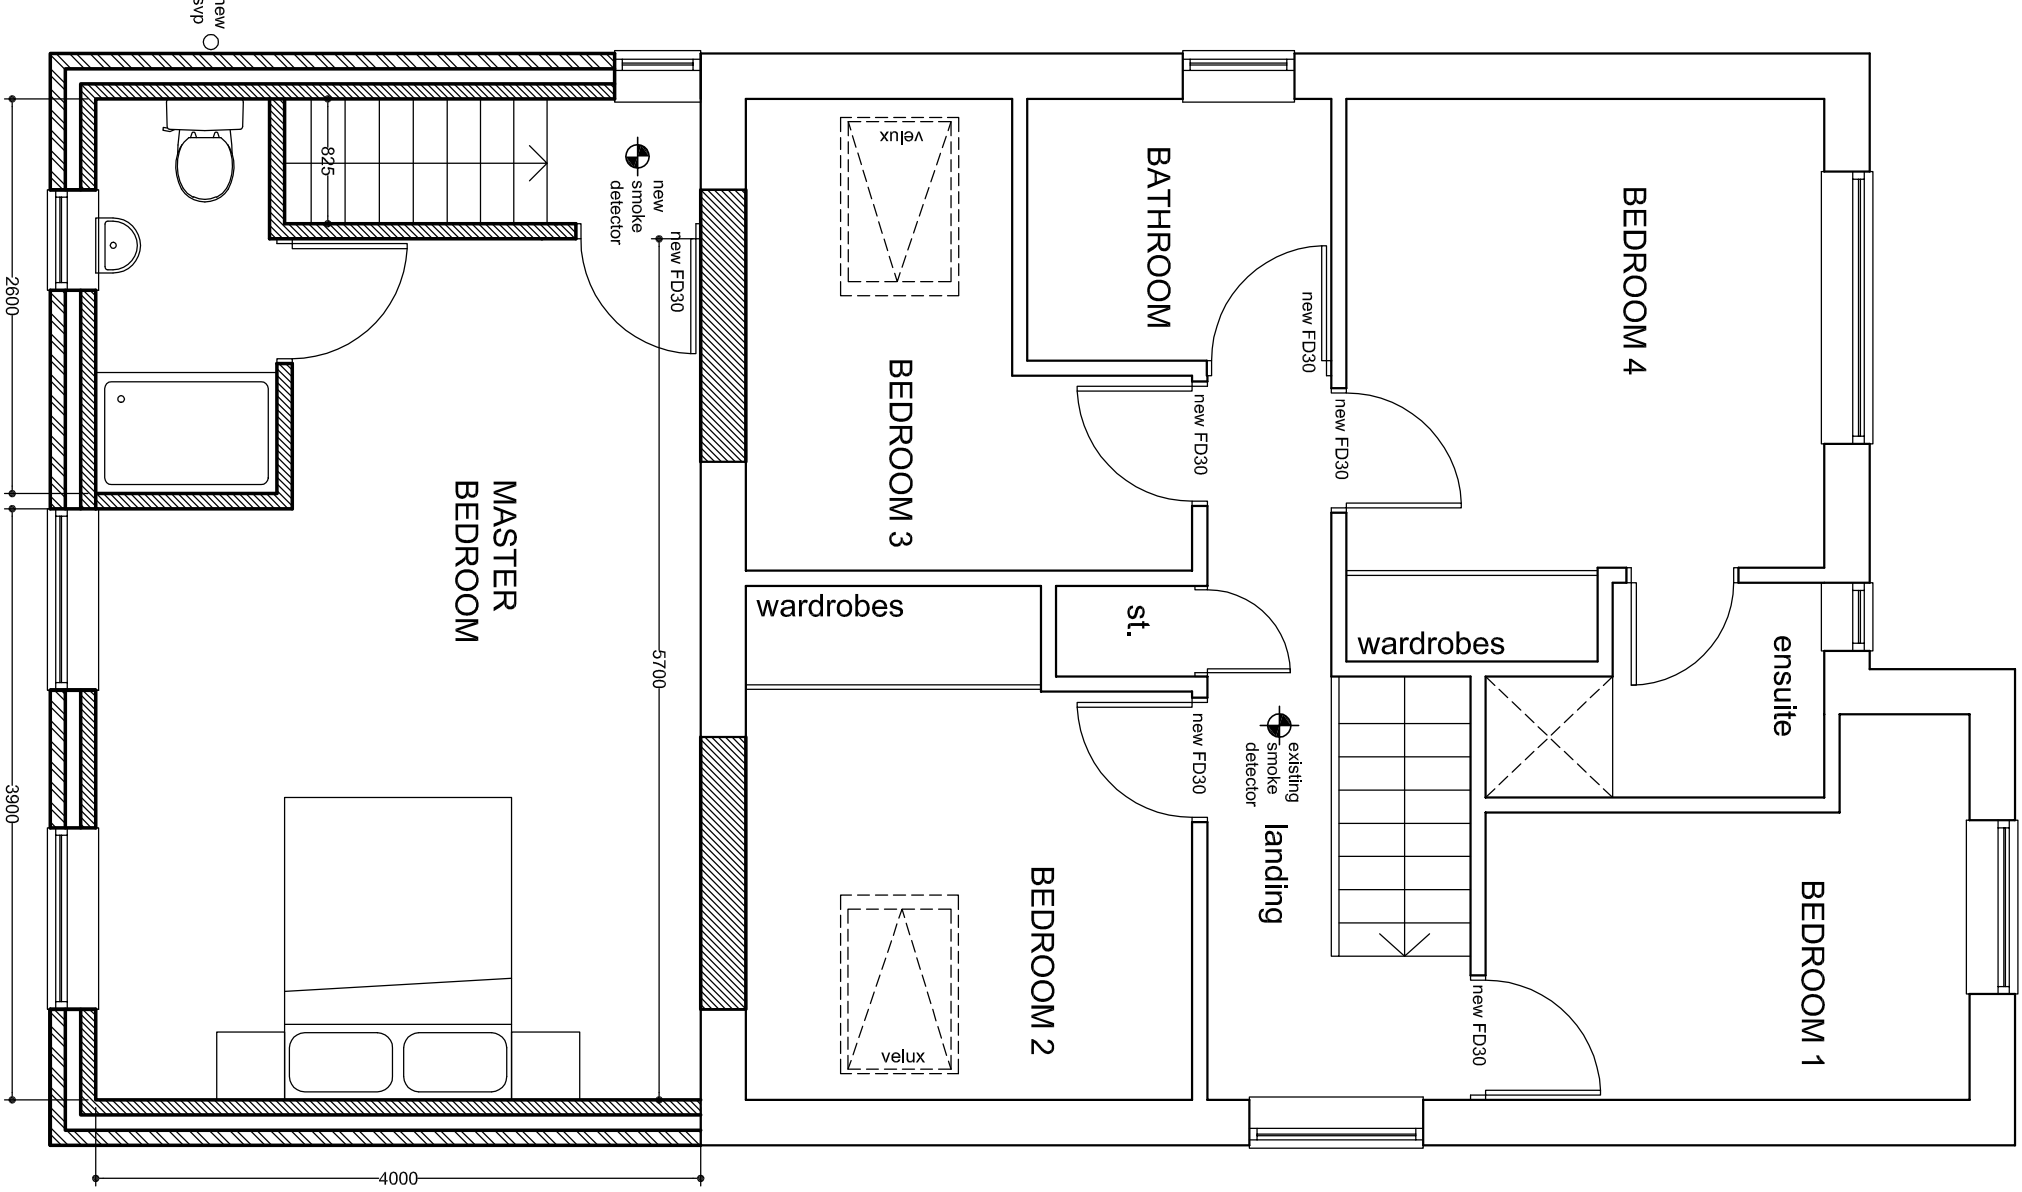 new
svp
825
new
smoke
detector
new FD30
2600
3900
5700
4000
MASTER
BEDROOM
velux
BEDROOM 3
BATHROOM
new FD30
new FD30
new FD30
BEDROOM 4
wardrobes
st.
wardrobes
ensuite
new FD30
existing
smoke
detector
landing
BEDROOM 2
velux
new FD30
BEDROOM 1